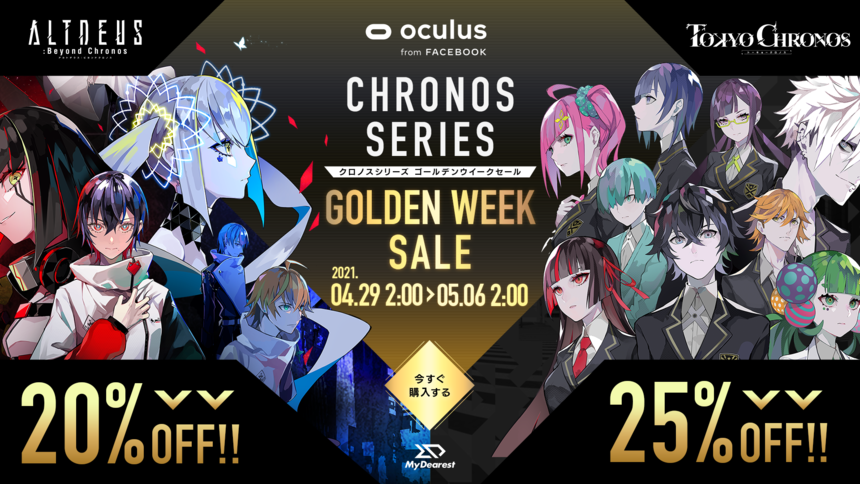 ALTDEUS
:Beyond Chronos
oculus
from FACEBOOK
TOKYO CHRONOS
CHRONOS
SERIES
クロノスシリーズ ゴールデンウイークセール
GOLDEN WEEK
SALE
2021.
04.29 2:00>05.06 2:00
今すぐ
購入する
20%OFF!!
25%OFF!!
MyDearest